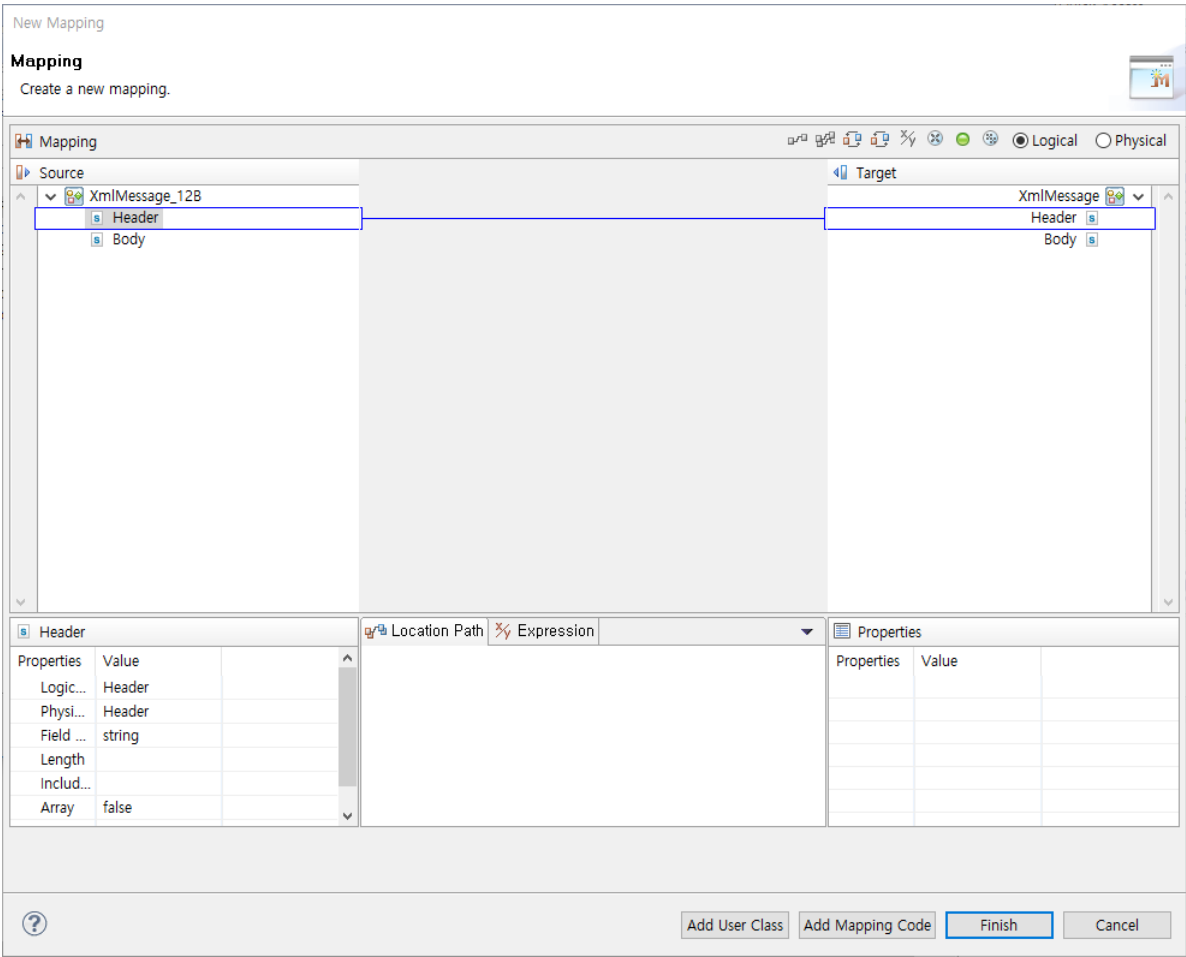 New Mapping
Mapping
Create a new mapping.
Mapping
Logical Physical
Source
Target
XmlMessage_12B
XmlMessage
Header
Header
Body
Body
Header
Location Path Expression
Properties
Properties Value
Properties Value
Logic... Header
Physi... Header
Field ... string
Length
Includ...
Array false
Add User Class Add Mapping Code Finish Cancel